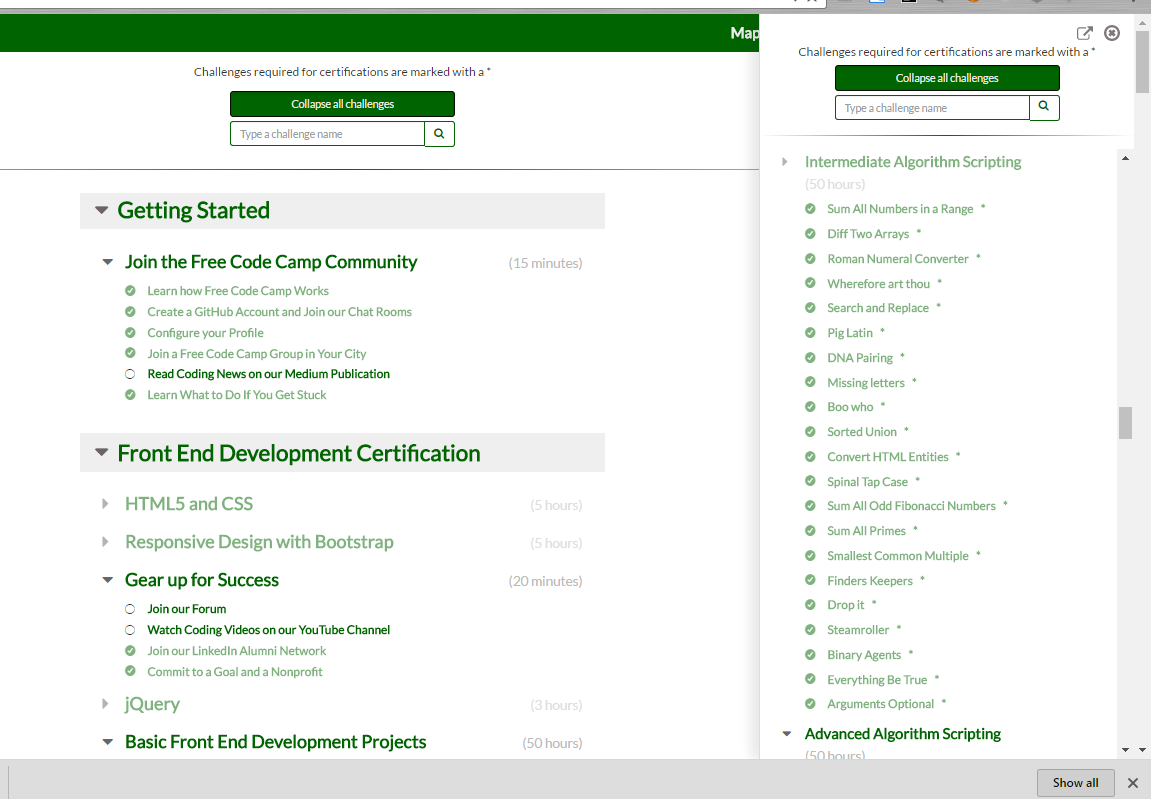 Map
Challenges required for certifications are marked with a *
Collapse all challenges
Type a challenge name
Getting Started
Join the Free Code Camp Community (15 minutes)
Learn how Free Code Camp Works
Create a GitHub Account and Join our Chat Rooms
Configure your Profile
Join a Free Code Camp Group in Your City
Read Coding News on our Medium Publication
Learn What to Do If You Get Stuck
Front End Development Certification
HTML5 and CSS (5 hours)
Responsive Design with Bootstrap (5 hours)
Gear up for Success (20 minutes)
Join our Forum
Watch Coding Videos on our YouTube Channel
Join our LinkedIn Alumni Network
Commit to a Goal and a Nonprofit
jQuery (3 hours)
Basic Front End Development Projects (50 hours)
Challenges required for certifications are marked with a *
Collapse all challenges
Type a challenge name
Intermediate Algorithm Scripting
(50 hours)
Sum All Numbers in a Range *
Diff Two Arrays *
Roman Numeral Converter *
Wherefore art thou *
Search and Replace *
Pig Latin *
DNA Pairing *
Missing letters *
Boo who *
Sorted Union *
Convert HTML Entities *
Spinal Tap Case *
Sum All Odd Fibonacci Numbers *
Sum All Primes *
Smallest Common Multiple *
Finders Keepers *
Drop it *
Steamroller *
Binary Agents *
Everything Be True *
Arguments Optional *
Advanced Algorithm Scripting
(50 hours)
Show all